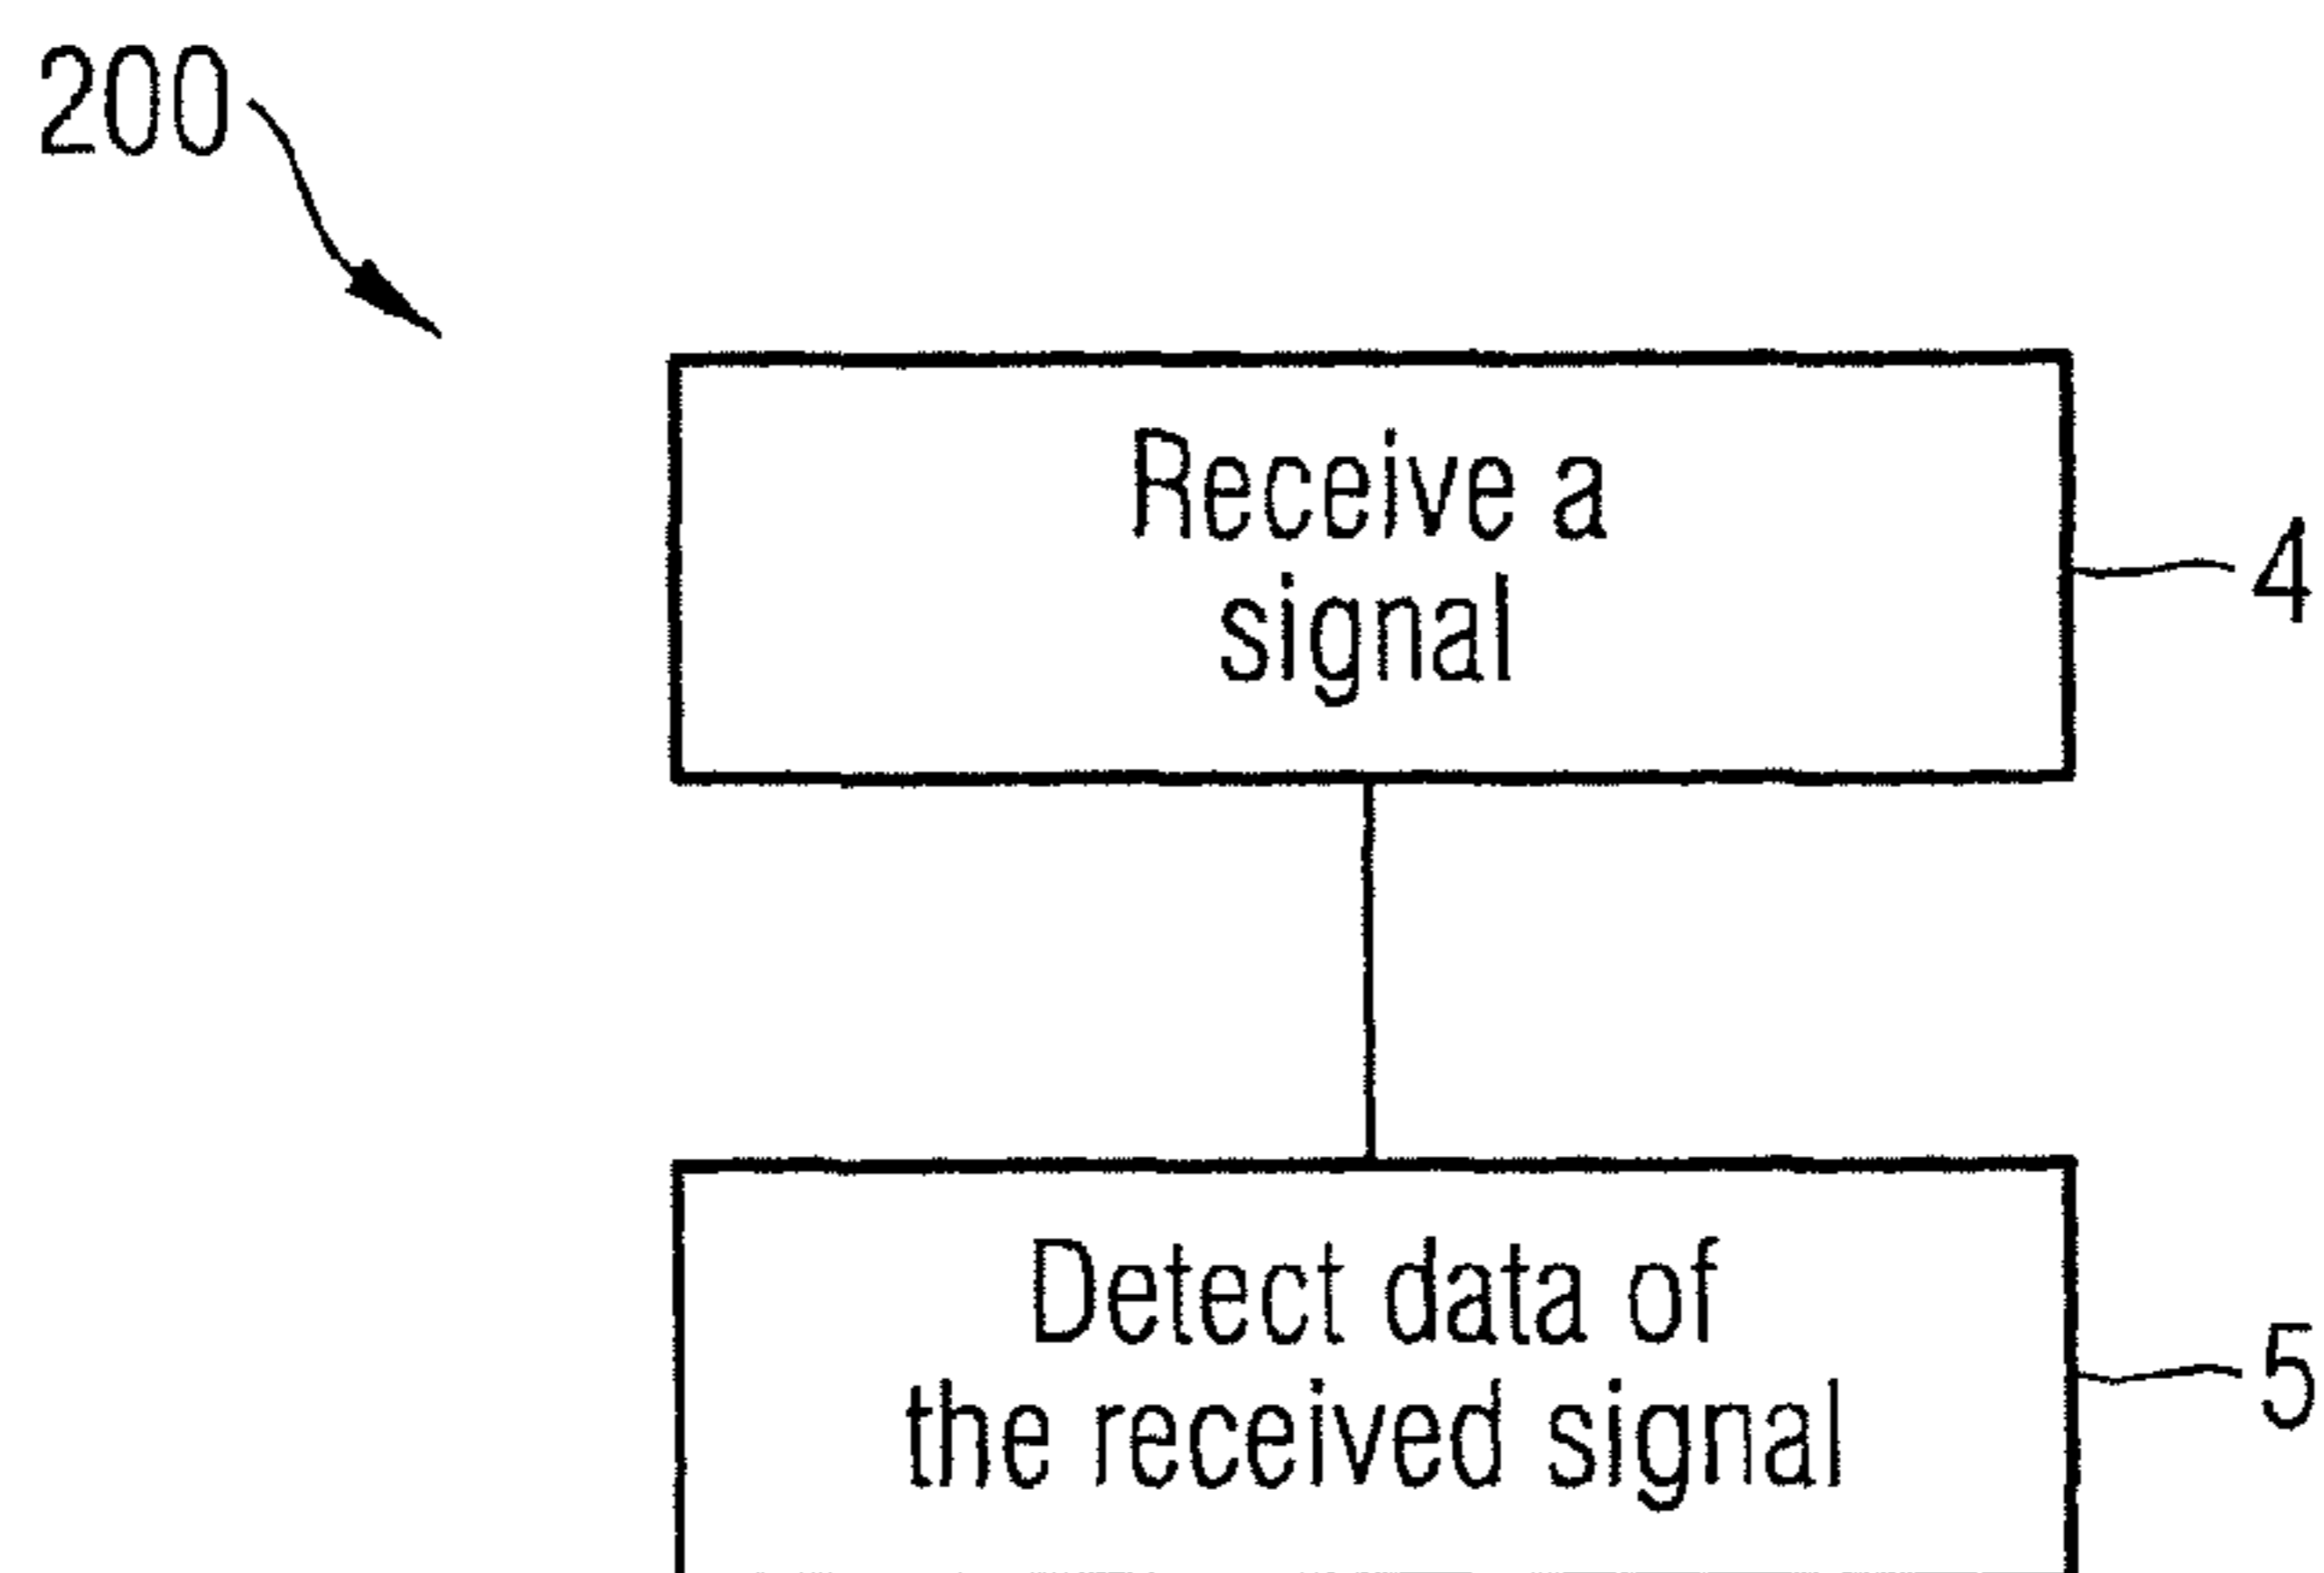 200
Receive a
signal
4
Detect data of
the received signal
5